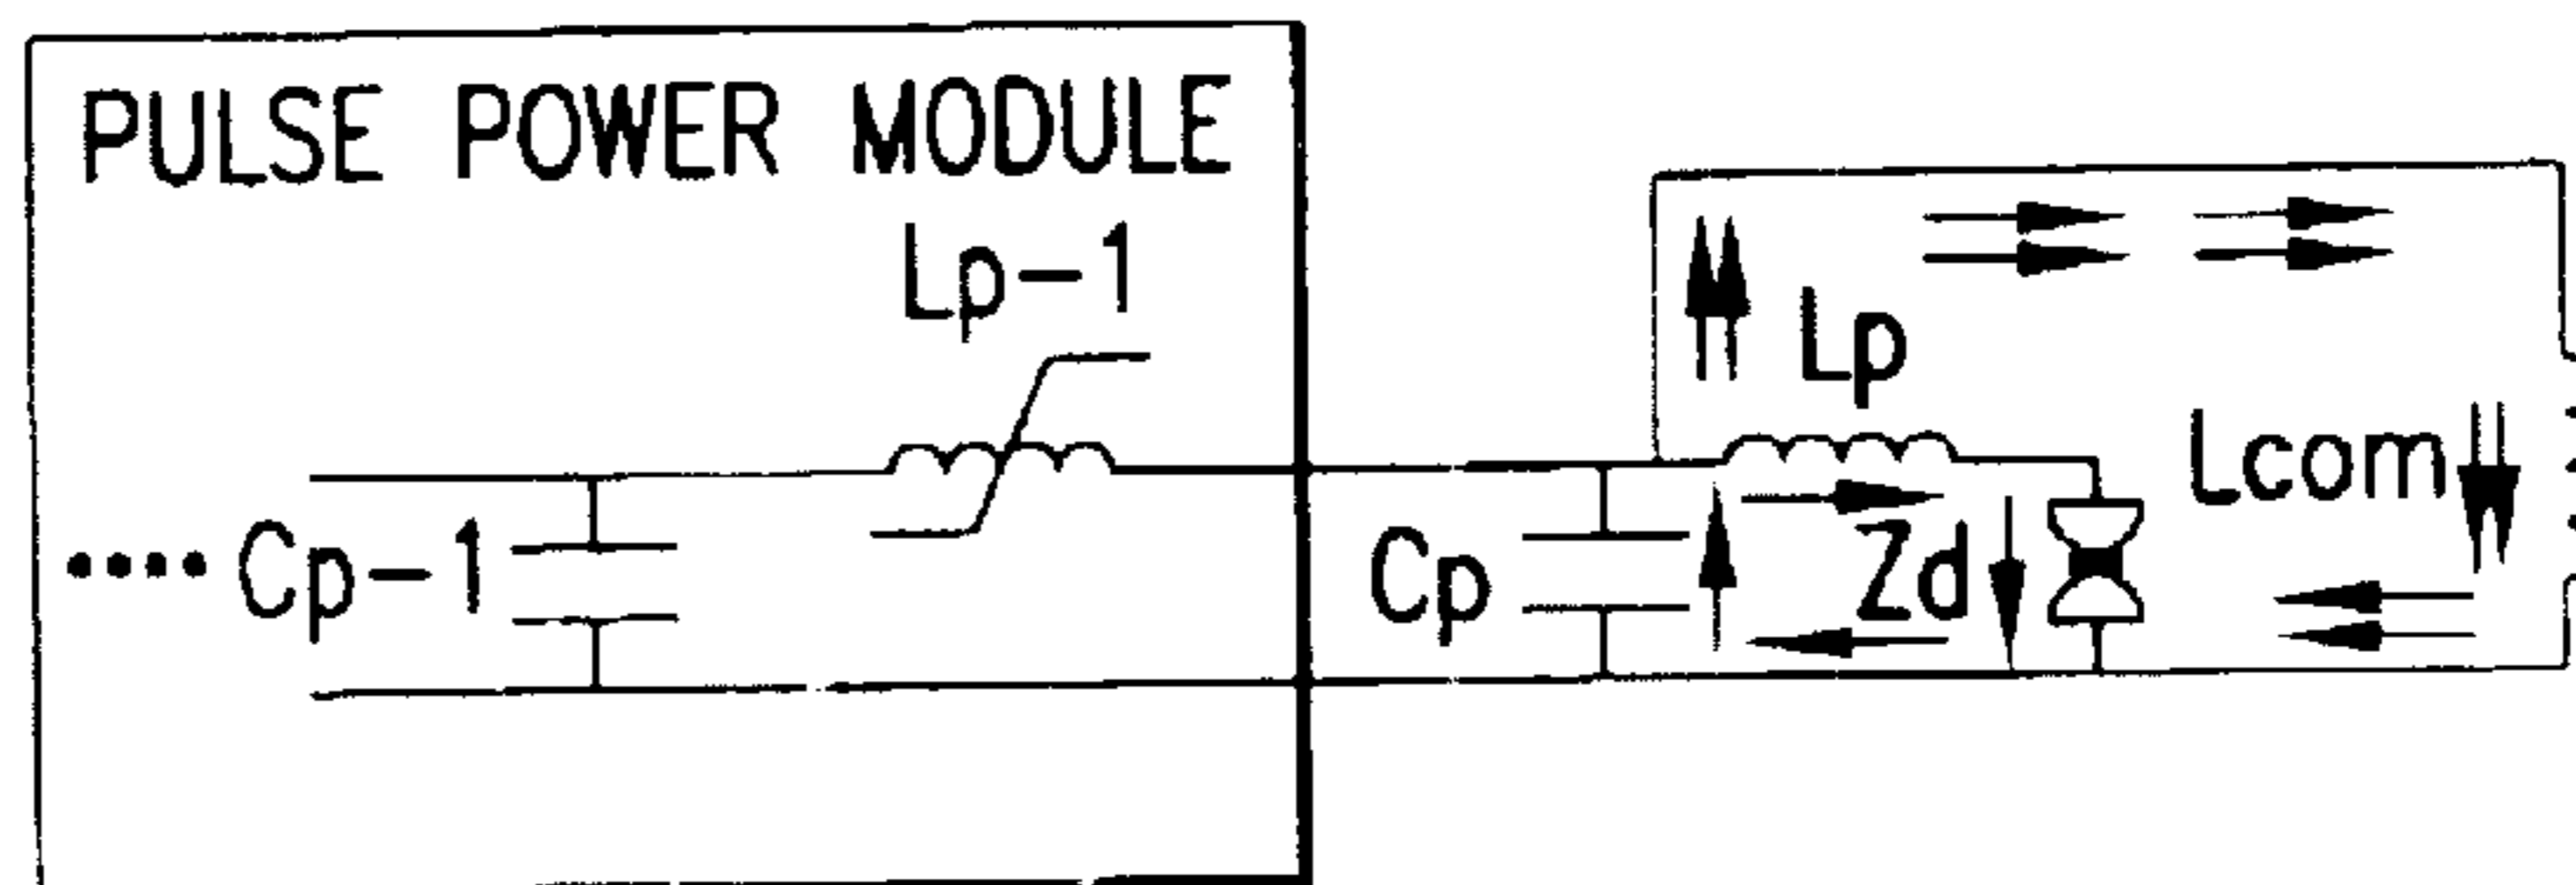 PULSE POWER MODULE
Lp-1
Lp
Lcom
••••Cp-1
Cp
Zd